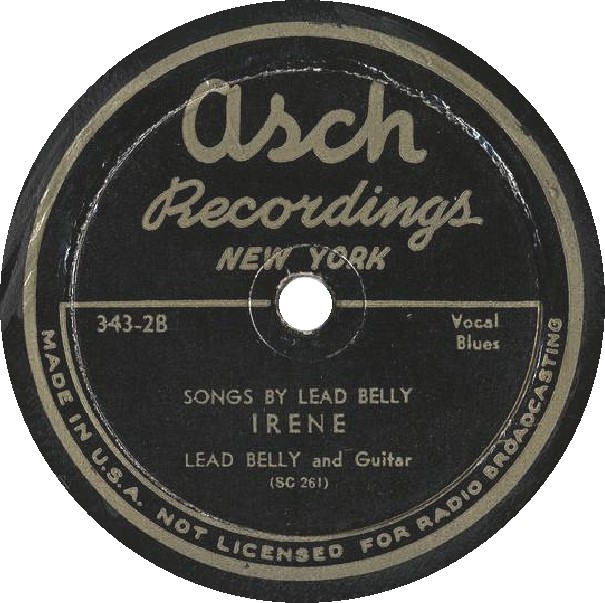 asch
Recordings
NEW YORK
343-2B
Vocal
Blues
SONGS BY LEAD BELLY
IRENE
LEAD BELLY and Guitar
(SC 261)
MADE IN U.S.A. NOT LICENSED FOR RADIO BROADCASTING